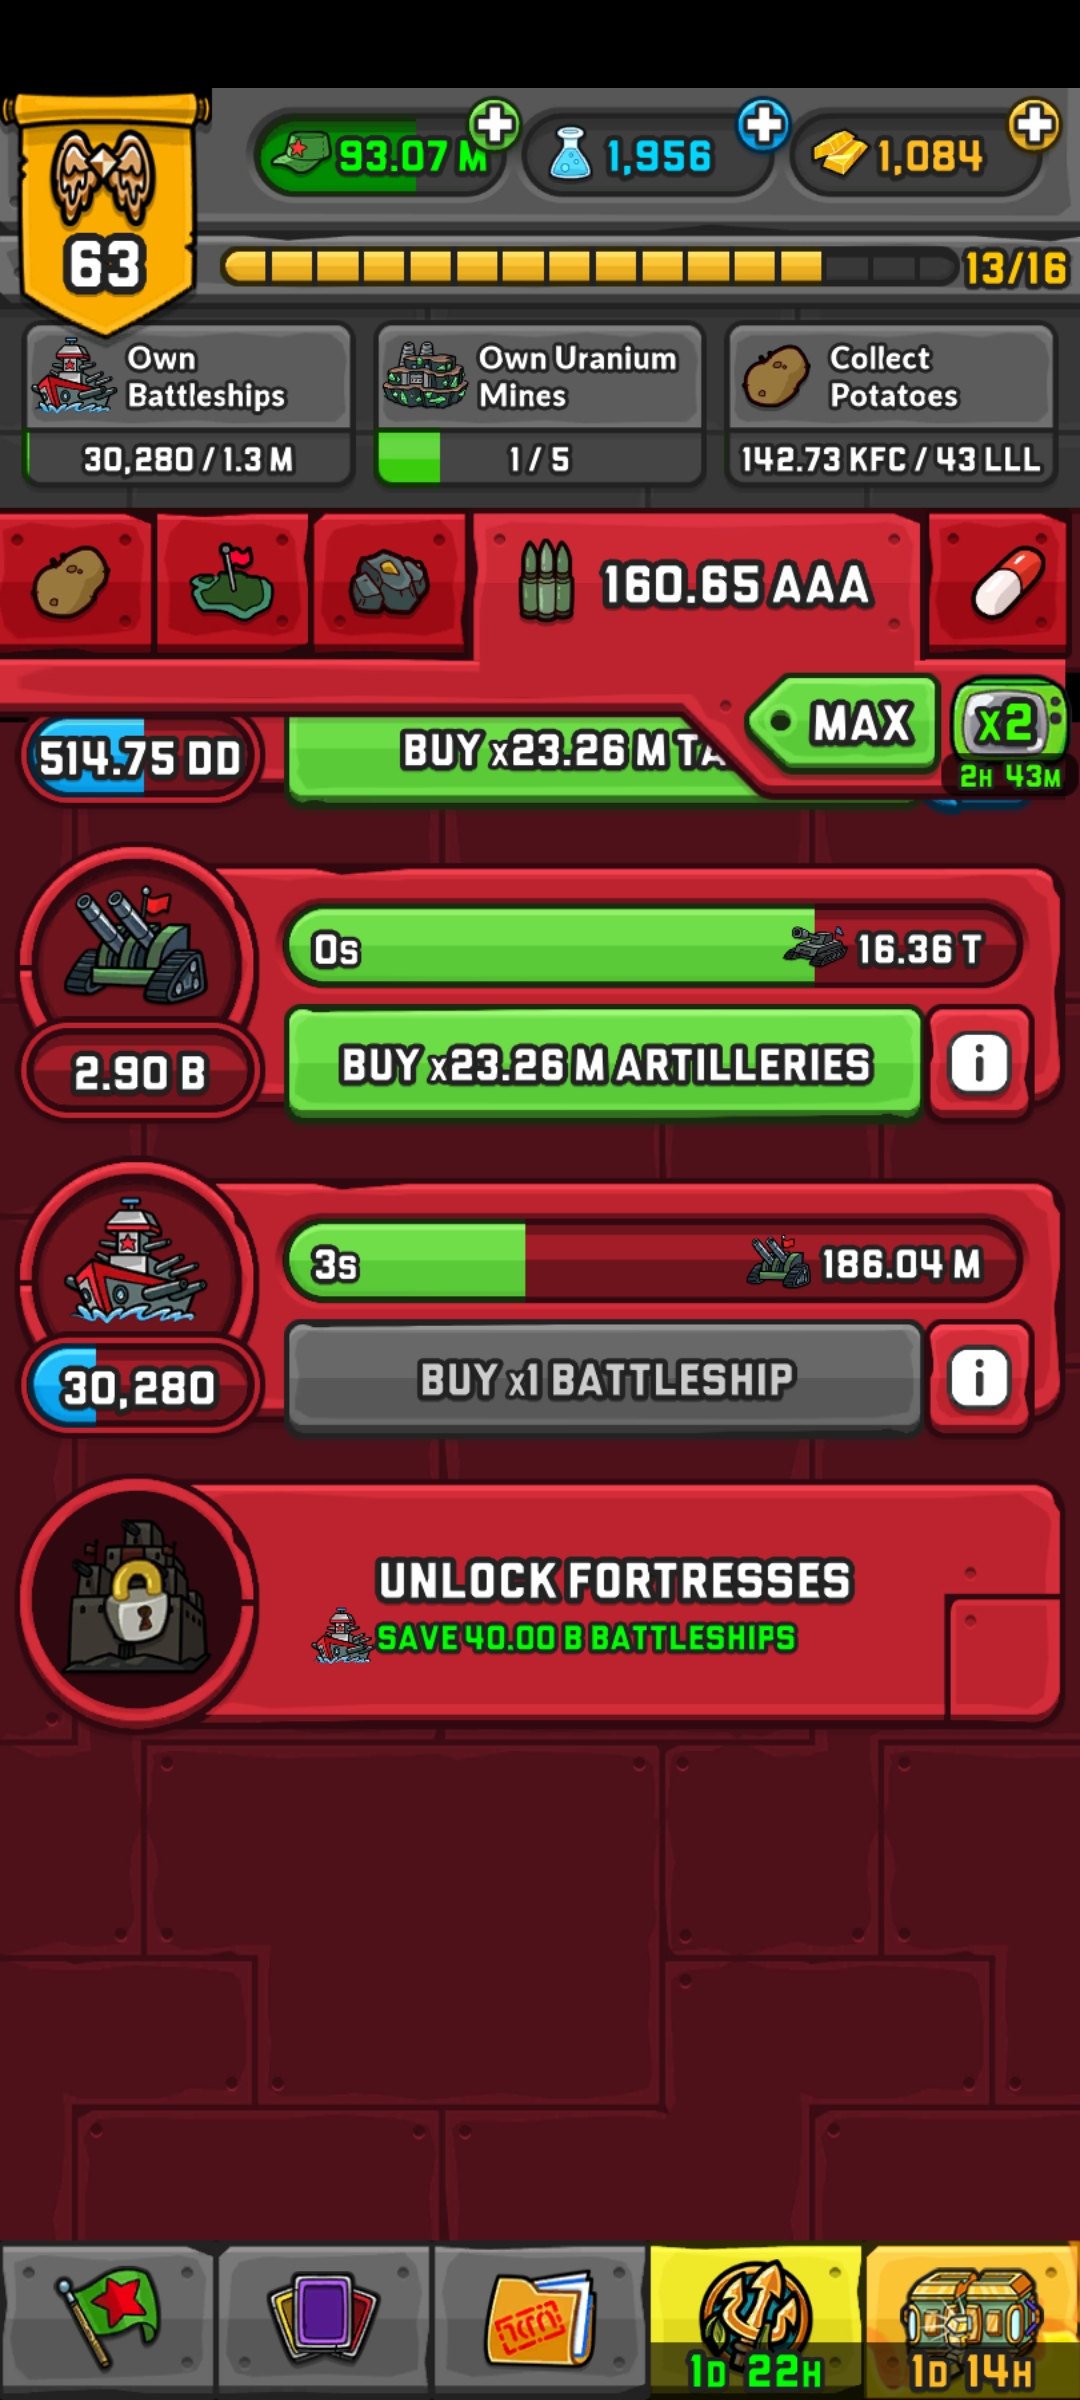 93.07 M
1,956
1,084
63
13/16
Own Battleships
30,280 / 1.3 M
Own Uranium Mines
1 / 5
Collect Potatoes
142.73 KFC / 43 LLL
160.65 AAA
MAX
x2
2H 43M
514.75 DD
BUY x23.26 M TA
0s
16.36 T
2.90 B
BUY x23.26 M ARTILLERIES
i
3s
186.04 M
30,280
BUY x1 BATTLESHIP
i
UNLOCK FORTRESSES
SAVE 40.00 B BATTLESHIPS
1D 22H
1D 14H